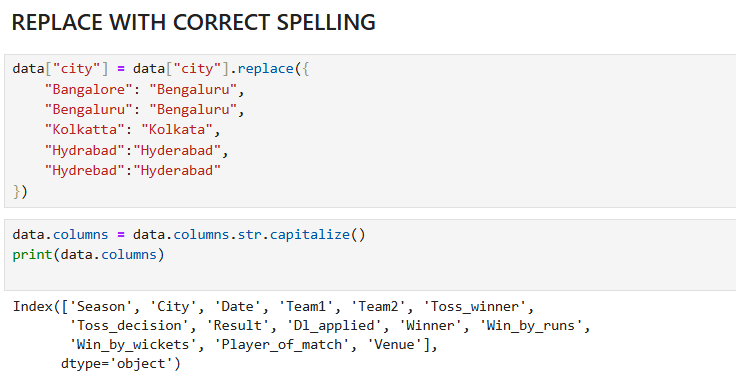 REPLACE WITH CORRECT SPELLING
data["city"] = data["city"].replace({
    "Bangalore": "Bengaluru",
    "Bengaluru": "Bengaluru",
    "Kolkatta": "Kolkata",
    "Hydrabad":"Hyderabad",
    "Hydrebad":"Hyderabad"
})
data.columns = data.columns.str.capitalize()
print(data.columns)
Index(['Season', 'City', 'Date', 'Team1', 'Team2', 'Toss_winner',
       'Toss_decision', 'Result', 'Dl_applied', 'Winner', 'Win_by_runs',
       'Win_by_wickets', 'Player_of_match', 'Venue'],
      dtype='object')